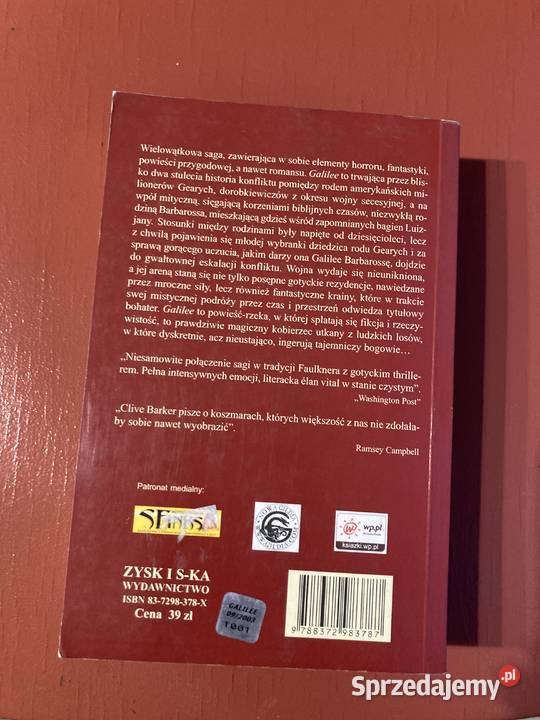 Wielowątkowa saga, zawierająca w sobie elementy horroru, fantastyki,
powieści przygodowej, a nawet romansu. Galilee to trwająca przez blis-
ko dwa stulecia historia konfliktu pomiędzy rodem amerykańskich mi-
lionerów Gearych, dorobkiewiczów z okresu wojny secesyjnej, a na
wpół mityczną, sięgającą korzeniami biblijnych czasów, niezwykłą ro-
dziną Barbarossa, mieszkającą gdzieś wśród zapomnianych bagien Luiz-
jany. Stosunki między rodzinami były napięte od dziesięcioleci, lecz
z chwilą pojawienia się młodej wybranki dziedzica rodu Gearych i za
sprawą gorącego uczucia, jakim darzy ona Galilee Barbarossę, dojdzie
do gwałtownej eskalacji konfliktu. Wojna wydaje się nieunikniona,
a jej areną staną się nie tylko posępne gotyckie rezydencje, nawiedzane
przez mroczne siły, lecz również fantastyczne krainy, które w trakcie
swej mistycznej podróży przez czas i przestrzeń odwiedza tytułowy
bohater. Galilee to powieść-rzeka, w której splatają się fikcja i rzeczy-
wistość, to prawdziwie magiczny kobierzec utkany z ludzkich losów,
w które dyskretnie, acz nieustająco, ingerują tajemniczy bogowie…
„Niesamowite połączenie sagi w tradycji Faulknera z gotyckim thrille-
rem. Pełna intensywnych emocji, literacka élan vital w stanie czystym”.
„Washington Post”
„Clive Barker pisze o koszmarach, których większość z nas nie zdołała-
by sobie nawet wyobrazić”.
Ramsey Campbell
Patronat medialny:
NOWA GILDIA
WWW.GILDIA.COM
wp.pl
ksiazki.wp.pl
ZYSK I S-KA
WYDAWNICTWO
ISBN 83-7298-378-X
Cena 39 zł
GALILEE
09/2003
T001
9 788372 983787
Sprzedajemy.pl